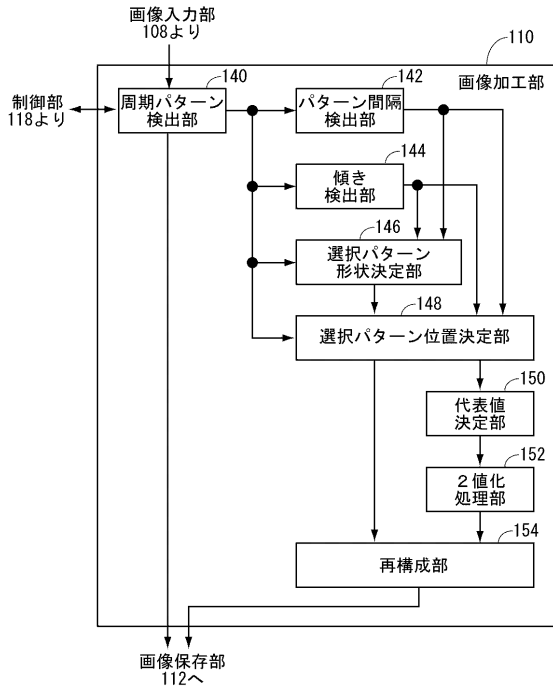 画像入力部
108より
110
画像加工部
制御部
118より
140
周期パターン
検出部
142
パターン間隔
検出部
144
傾き
検出部
146
選択パターン
形状決定部
148
選択パターン位置決定部
150
代表値
決定部
152
2値化
処理部
154
再構成部
画像保存部
112へ